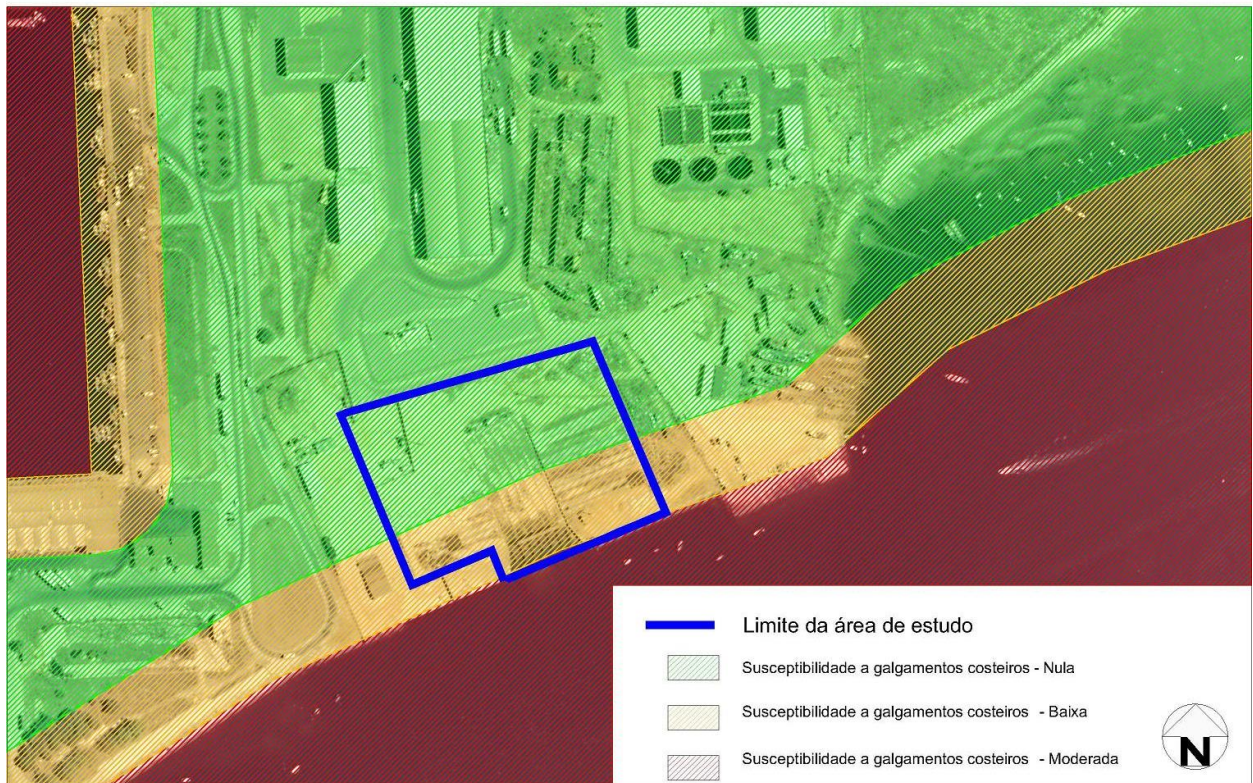 Limite da área de estudo
Susceptibilidade a galgamentos costeiros - Nula
Susceptibilidade a galgamentos costeiros - Baixa
Susceptibilidade a galgamentos costeiros - Moderada
N